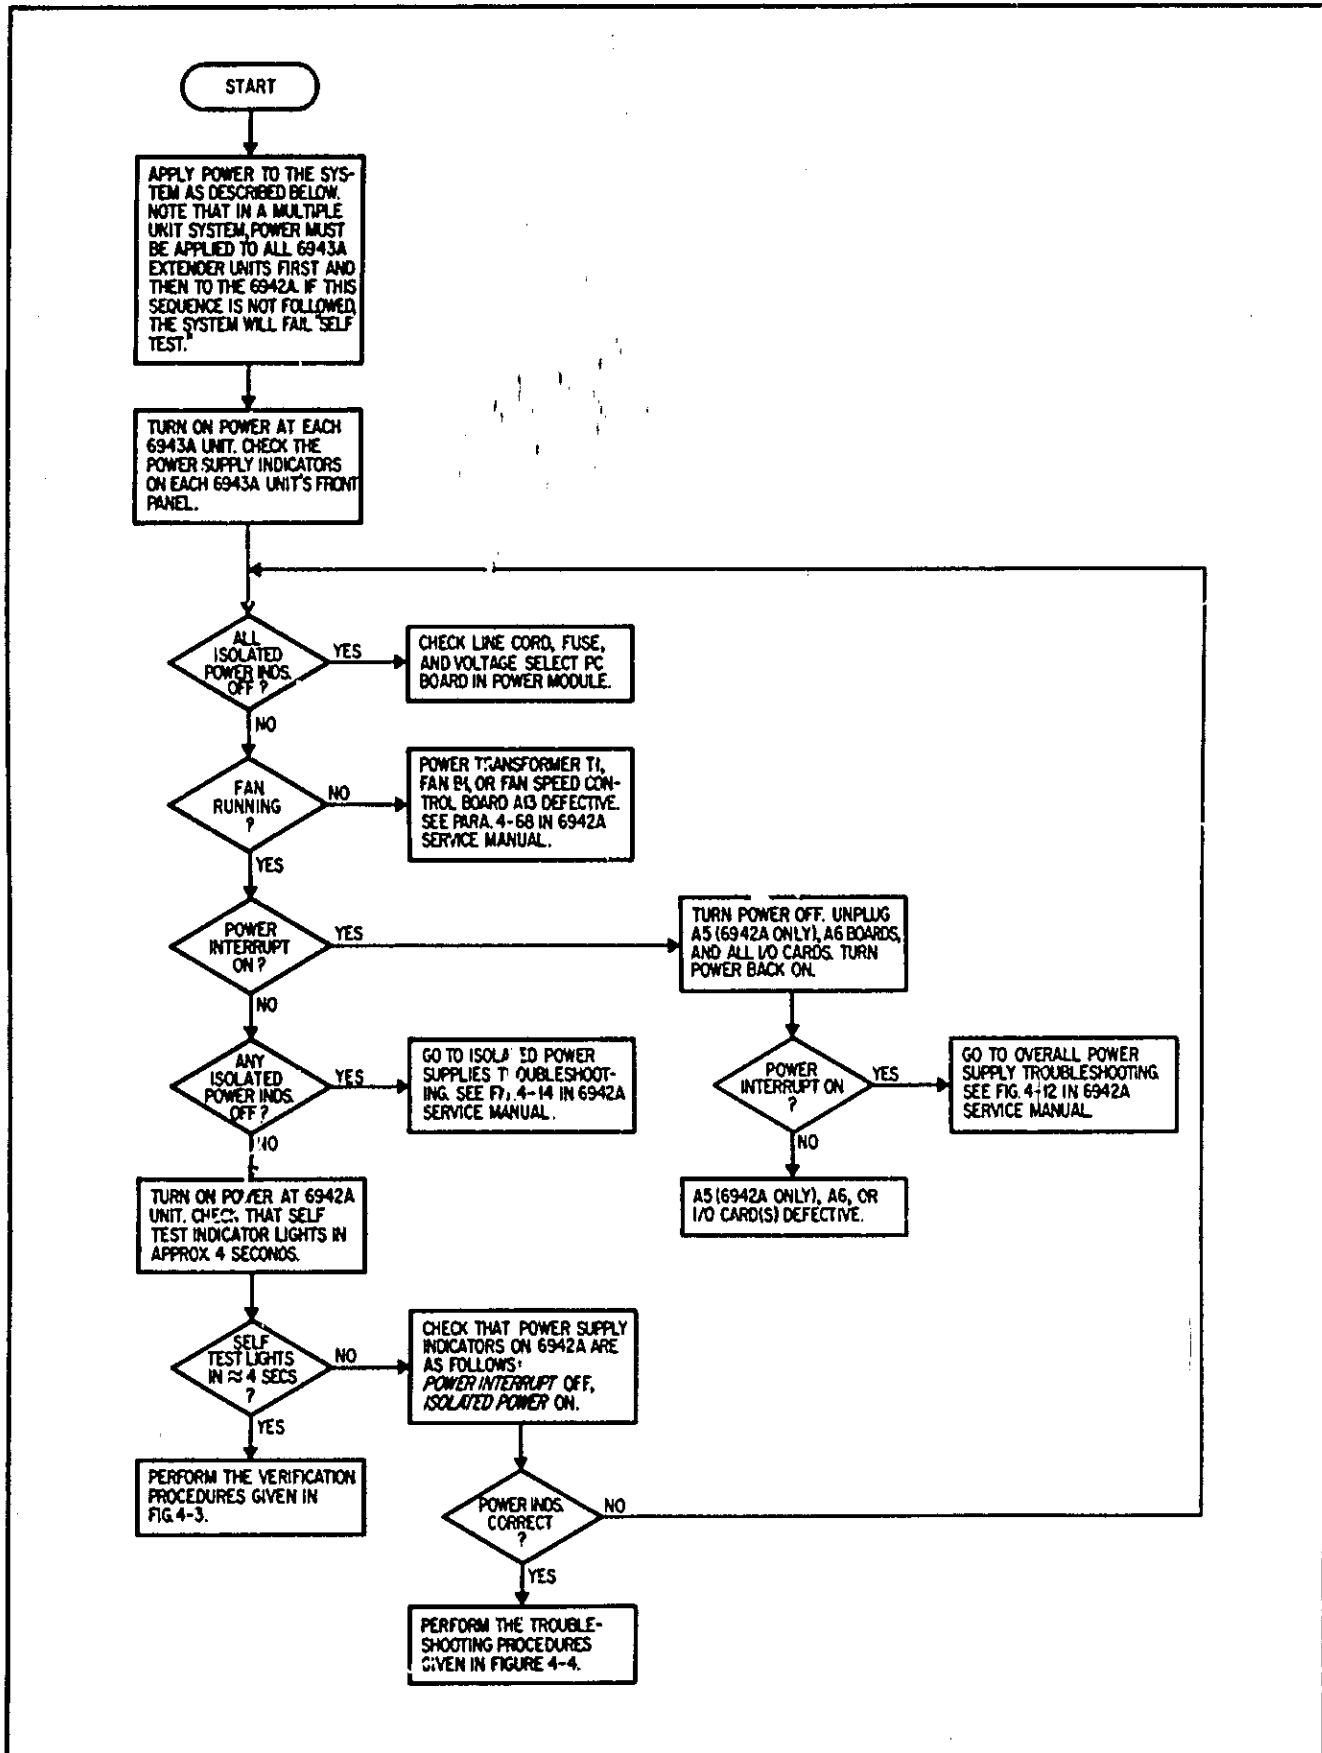 START
APPLY POWER TO THE SYS-
TEM AS DESCRIBED BELOW.
NOTE THAT IN A MULTIPLE
UNIT SYSTEM, POWER MUST
BE APPLIED TO ALL 6943A
EXTENDER UNITS FIRST AND
THEN TO THE 6942A. IF THIS
SEQUENCE IS NOT FOLLOWED,
THE SYSTEM WILL FAIL "SELF
TEST."
TURN ON POWER AT EACH
6943A UNIT. CHECK THE
POWER SUPPLY INDICATORS
ON EACH 6943A UNIT'S FRONT
PANEL.
ALL
ISOLATED
POWER INDS.
OFF ?
YES
CHECK LINE CORD, FUSE,
AND VOLTAGE SELECT PC
BOARD IN POWER MODULE.
NO
FAN
RUNNING
?
NO
POWER TRANSFORMER T1,
FAN B1, OR FAN SPEED CON-
TROL BOARD A13 DEFECTIVE.
SEE PARA. 4-68 IN 6942A
SERVICE MANUAL.
YES
POWER
INTERRUPT
ON ?
YES
TURN POWER OFF. UNPLUG
A5 (6942A ONLY), A6 BOARDS,
AND ALL I/O CARDS. TURN
POWER BACK ON.
NO
ANY
ISOLATED
POWER INDS.
OFF ?
YES
GO TO ISOLATED POWER
SUPPLIES TROUBLESHOOT-
ING. SEE FIG. 4-14 IN 6942A
SERVICE MANUAL.
POWER
INTERRUPT ON
?
YES
GO TO OVERALL POWER
SUPPLY TROUBLESHOOTING.
SEE FIG. 4-12 IN 6942A
SERVICE MANUAL.
NO
A5 (6942A ONLY), A6, OR
I/O CARD(S) DEFECTIVE.
NO
TURN ON POWER AT 6942A
UNIT. CHECK THAT SELF
TEST INDICATOR LIGHTS IN
APPROX. 4 SECONDS.
SELF
TEST LIGHTS
IN ≈ 4 SECS
?
NO
CHECK THAT POWER SUPPLY
INDICATORS ON 6942A ARE
AS FOLLOWS:
POWER INTERRUPT OFF,
ISOLATED POWER ON.
YES
PERFORM THE VERIFICATION
PROCEDURES GIVEN IN
FIG. 4-3.
POWER INDS.
CORRECT
?
NO
YES
PERFORM THE TROUBLE-
SHOOTING PROCEDURES
GIVEN IN FIGURE 4-4.